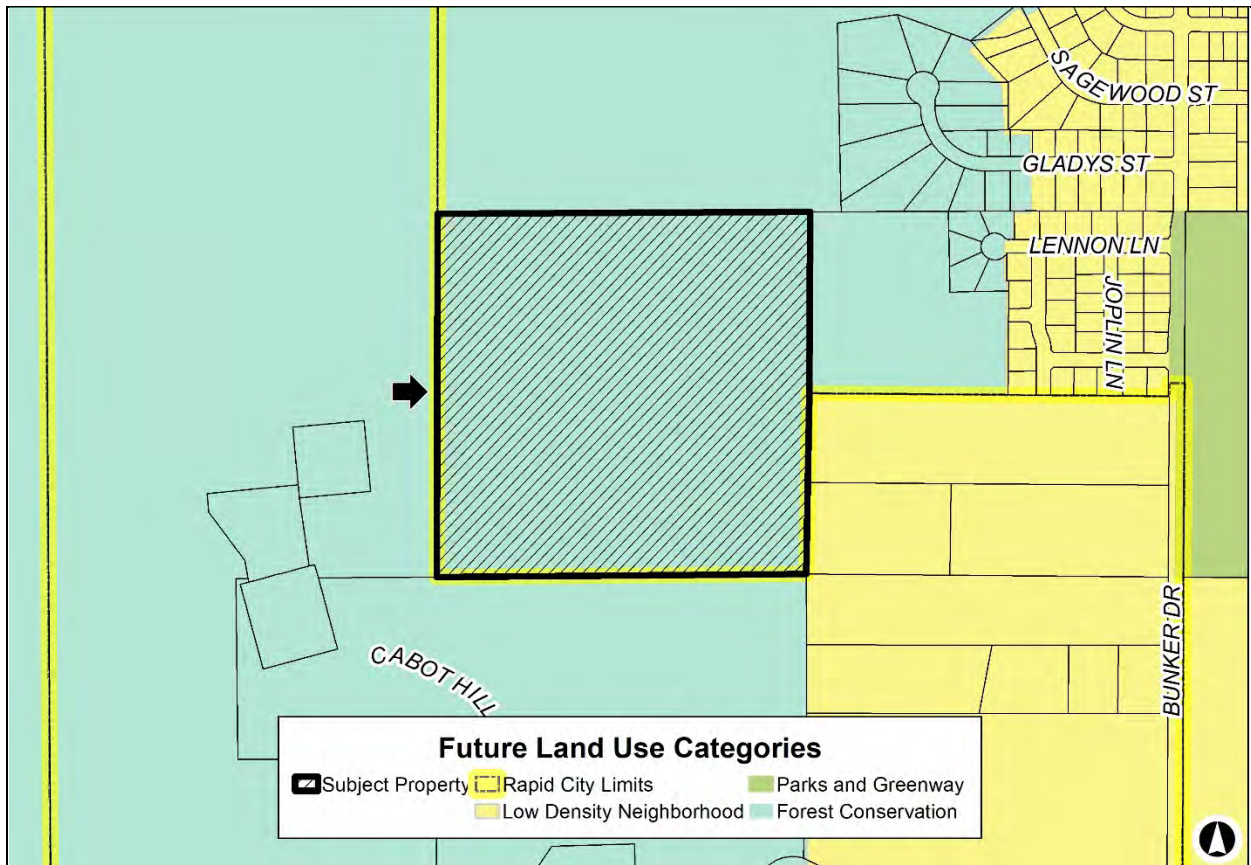 SAGEWOOD ST
GLADYS ST
LENNON LN
JOPLIN LN
BUNKER DR
CABOT HILL
Future Land Use Categories
Subject Property Rapid City Limits Parks and Greenway
Low Density Neighborhood Forest Conservation